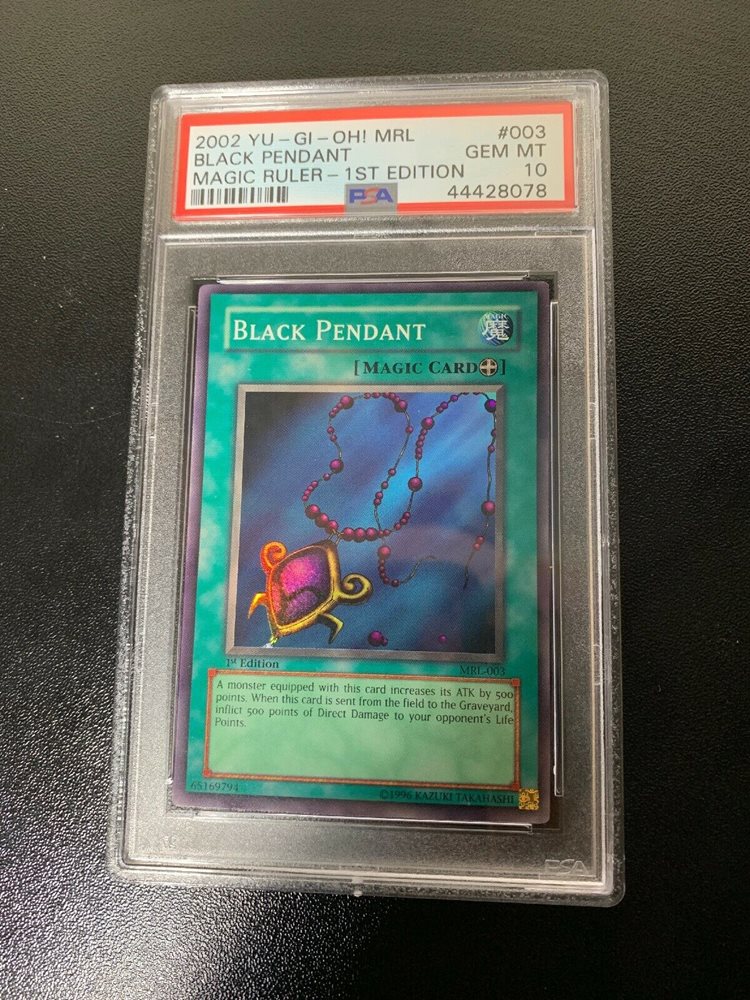 2002 YU-GI-OH! MRL #003
BLACK PENDANT GEM MT
MAGIC RULER-1ST EDITION 10
PSA 44428078
BLACK PENDANT
MAGIC
魔
[MAGIC CARD]
1st Edition
MRL-003
A monster equipped with this card increases its ATK by 500
points. When this card is sent from the field to the Graveyard,
inflict 500 points of Direct Damage to your opponent's Life
Points.
65169794 ©1996 KAZUKI TAKAHASHI
PSA